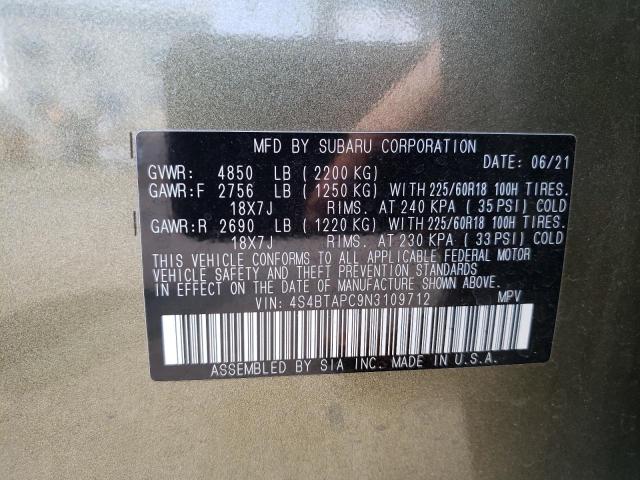 MFD BY SUBARU CORPORATION
GVWR: 4850 LB (2200 KG) DATE: 06/21
GAWR:F 2756 LB (1250 KG) WITH 225/60R18 100H TIRES.
18X7J RIMS. AT 240 KPA (35 PSI) COLD
GAWR:R 2690 LB (1220 KG) WITH 225/60R18 100H TIRES.
18X7J RIMS. AT 230 KPA (33 PSI) COLD
THIS VEHICLE CONFORMS TO ALL APPLICABLE FEDERAL MOTOR
VEHICLE SAFETY AND THEFT PREVENTION STANDARDS IN EFFECT
ON THE DATE OF MANUFACTURE SHOWN ABOVE.
VIN: 4S4BTAPC9N3109712 MPV
ASSEMBLED BY SIA INC. MADE IN U.S.A.